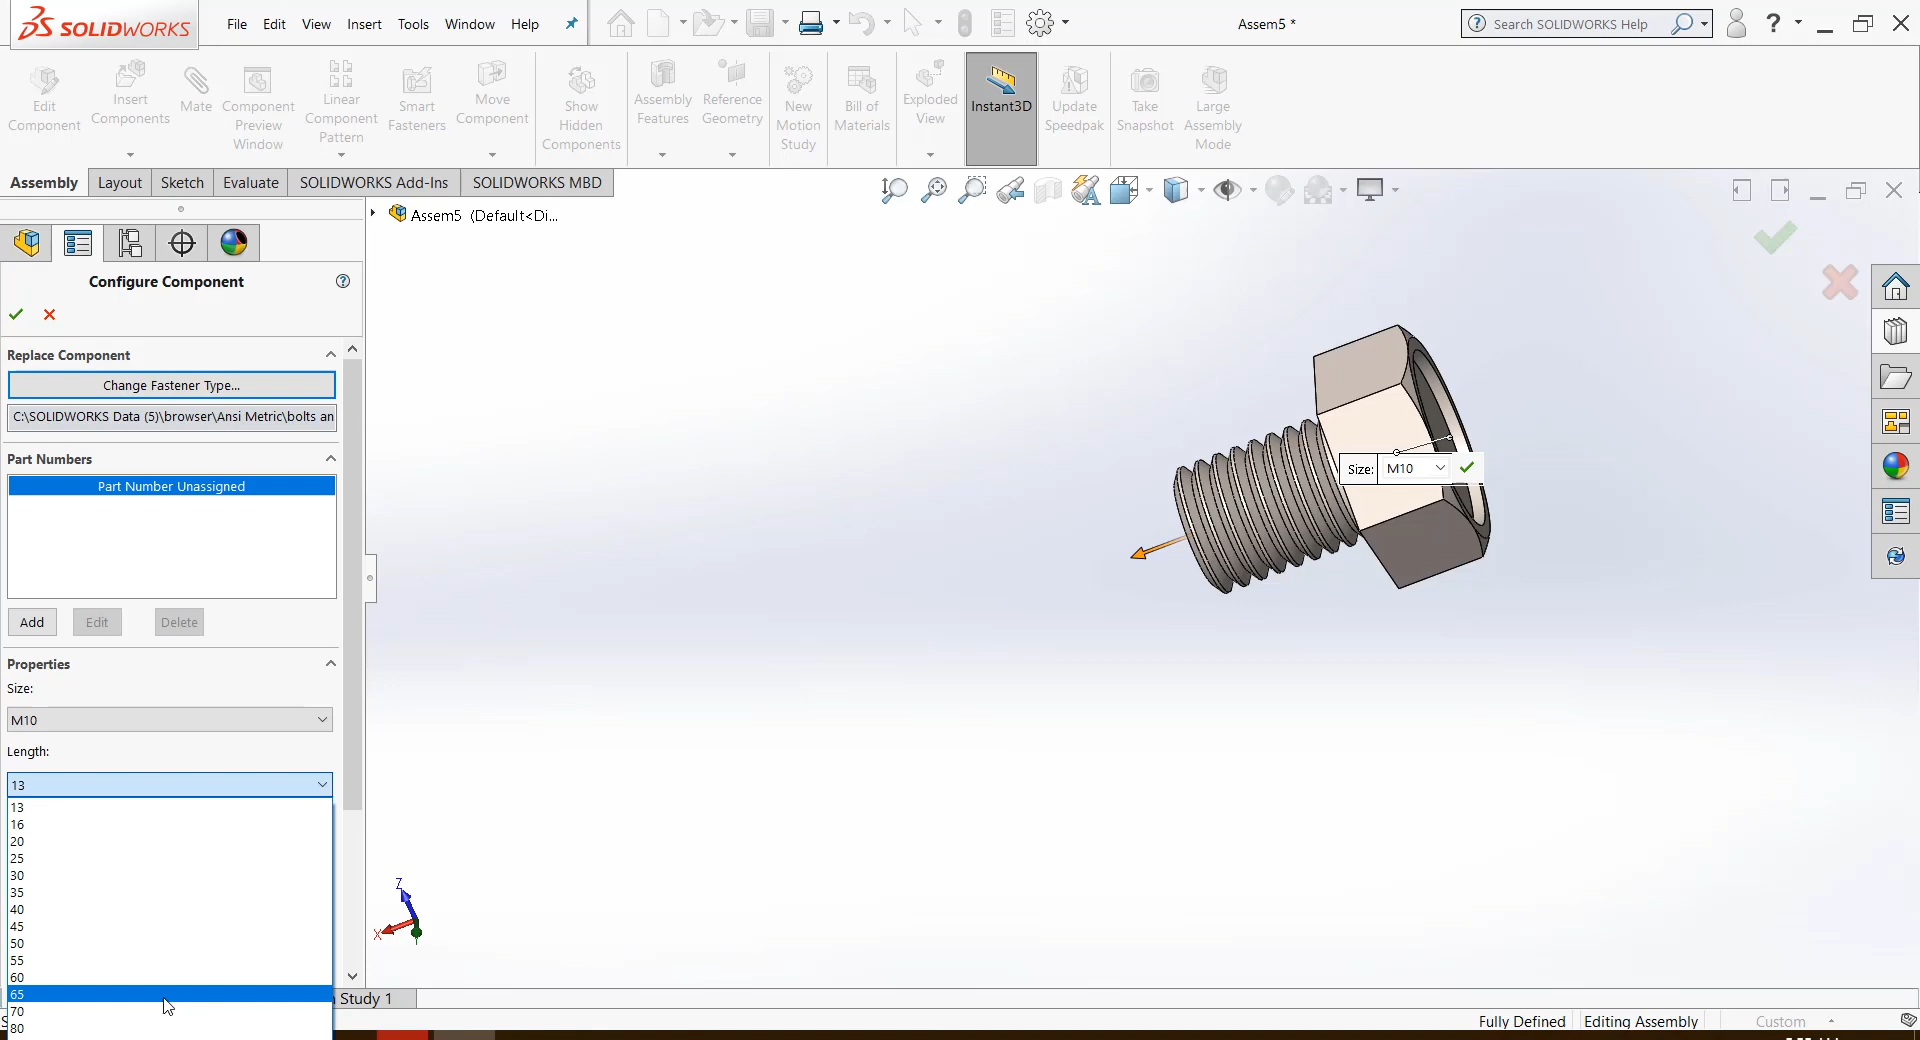 SOLIDWORKS
File Edit View Insert Tools Window Help
Assem5 *
Search SOLIDWORKS Help
?
Edit Component
Insert Components
Mate
Component Preview Window
Linear Component Pattern
Smart Fasteners
Move Component
Show Hidden Components
Assembly Features
Reference Geometry
New Motion Study
Bill of Materials
Exploded View
Instant3D
Update Speedpak
Take Snapshot
Large Assembly Mode
Assembly Layout Sketch Evaluate SOLIDWORKS Add-Ins SOLIDWORKS MBD
Assem5 (Default<Di...
Configure Component
?
Replace Component
Change Fastener Type...
C:\SOLIDWORKS Data (5)\browser\Ansi Metric\bolts an
Part Numbers
Part Number Unassigned
Add Edit Delete
Properties
Size:
M10
Length:
13
13
16
20
25
30
35
40
45
50
55
60
65
70
80
Size: M10
Z
X
Study 1
Fully Defined Editing Assembly Custom